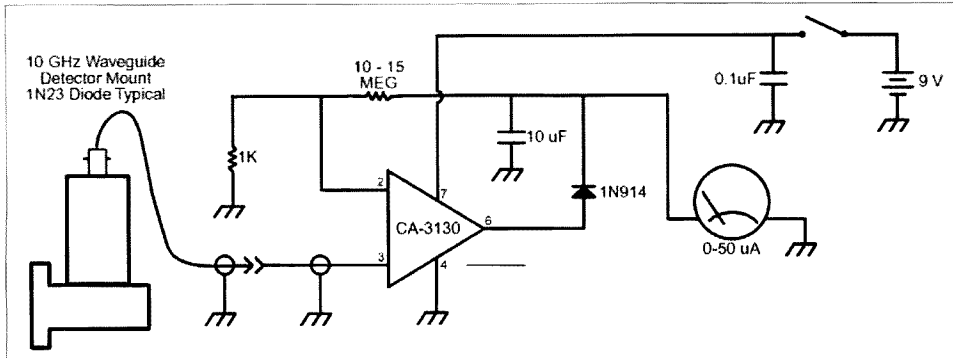 10 GHz Waveguide
Detector Mount
1N23 Diode Typical
10 - 15
MEG
0.1uF
9 V
1K
10 uF
2
7
1N914
CA-3130
6
3
4
0-50 uA